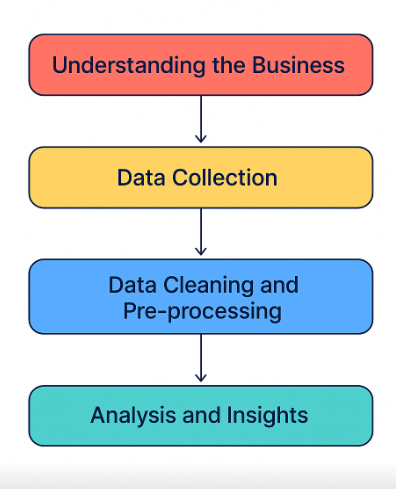 Understanding the Business
Data Collection
Data Cleaning and
Pre-processing
Analysis and Insights